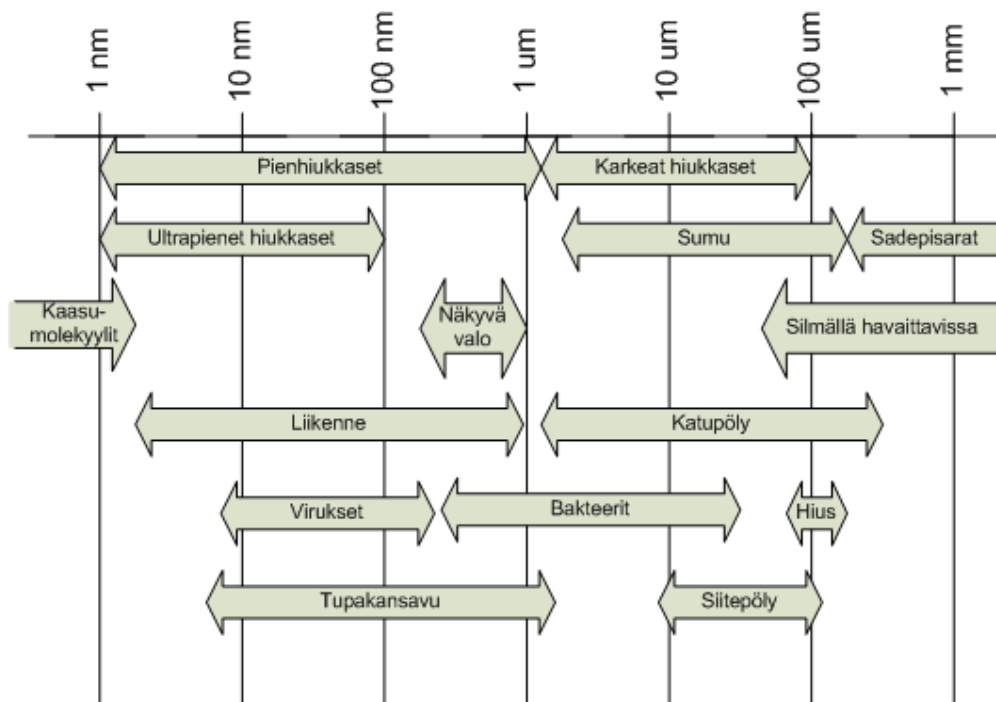 1 nm
10 nm
100 nm
1 um
10 um
100 um
1 mm
Pienhiukkaset
Karkeat hiukkaset
Ultrapienet hiukkaset
Sumu
Sadepisarat
Kaasu-
molekyylit
Näkyvä
valo
Silmällä havaittavissa
Liikenne
Katupöly
Virukset
Bakteerit
Hius
Tupakansavu
Siitepöly